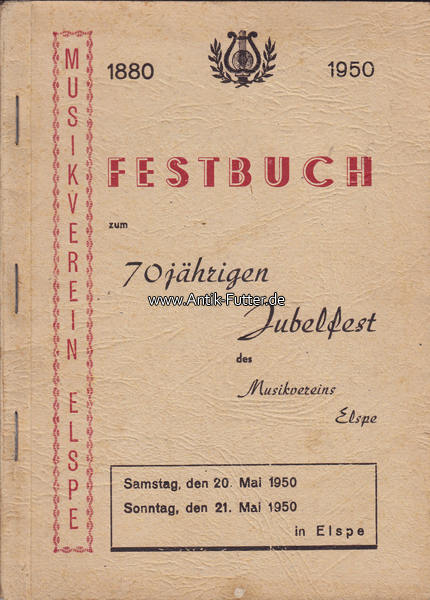 MUSIKVEREIN ELSPE
1880 1950
FESTBUCH
zum
70jährigen
www.Antik-Futter.de
Jubelfest
des
Musikvereins
Elspe
Samstag, den 20. Mai 1950
Sonntag, den 21. Mai 1950
in Elspe